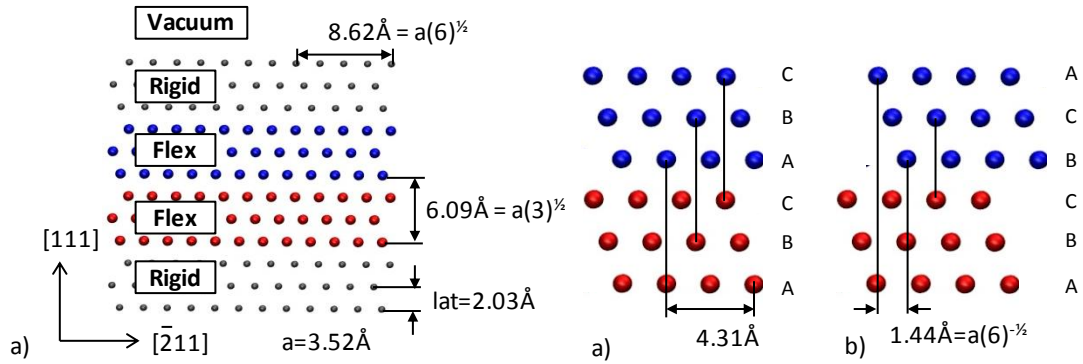 Vacuum
8.62Å = a(6)½
Rigid
Flex
Flex
6.09Å = a(3)½
[111]
Rigid
lat=2.03Å
a)
[2̅11]
a=3.52Å
C
B
A
C
B
A
a)
4.31Å
A
C
B
C
B
A
1.44Å=a(6)-½
b)